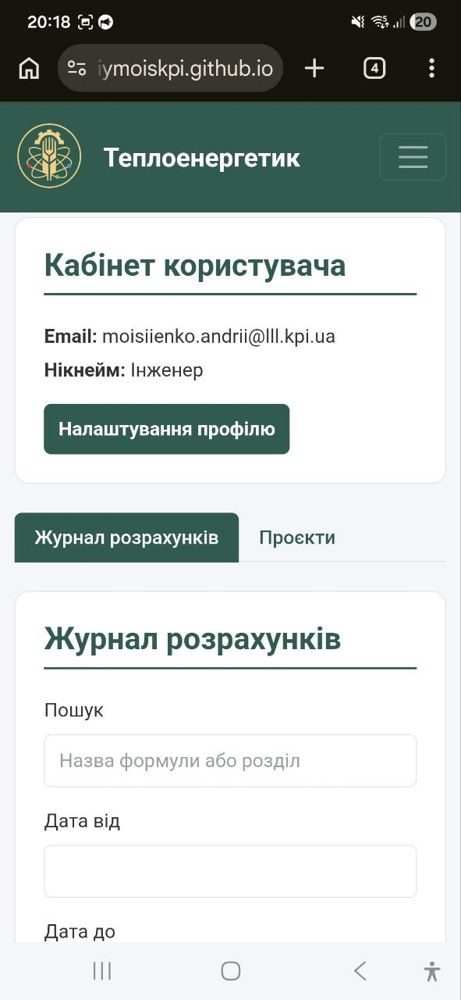 20:18
5
20
iymoiskpi.github.io
4
Теплоенергетик
Кабінет користувача
Email: moisiienko.andrii@lll.kpi.ua
Нікнейм: Інженер
Налаштування профілю
Журнал розрахунків
Проєкти
Журнал розрахунків
Пошук
Назва формули або розділ
Дата від
Дата до